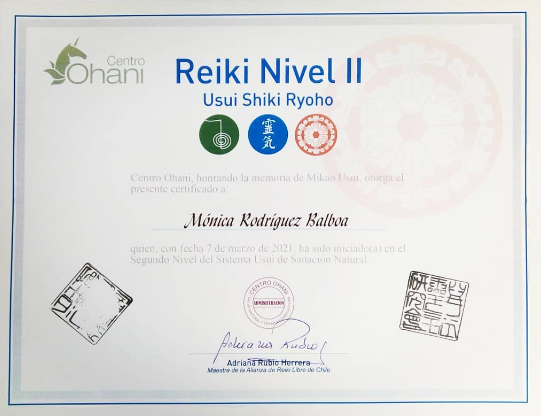 Centro
Ohani
Reiki Nivel II
Usui Shiki Ryoho
靈
氣
Centro Ohani, honrando la memoria de Mikao Usui, otorga el
presente certificado a:
Mónica Rodríguez Balboa
quien, con fecha 7 de marzo de 2021, ha sido iniciado(a) en el
Segundo Nivel del Sistema Usui de Sanación Natural.
CENTRO OHANI
ADMINISTRACION
Adriana Rubio
Adriana Rubio Herrera
Maestra de la Alianza de Reiki Libre de Chile